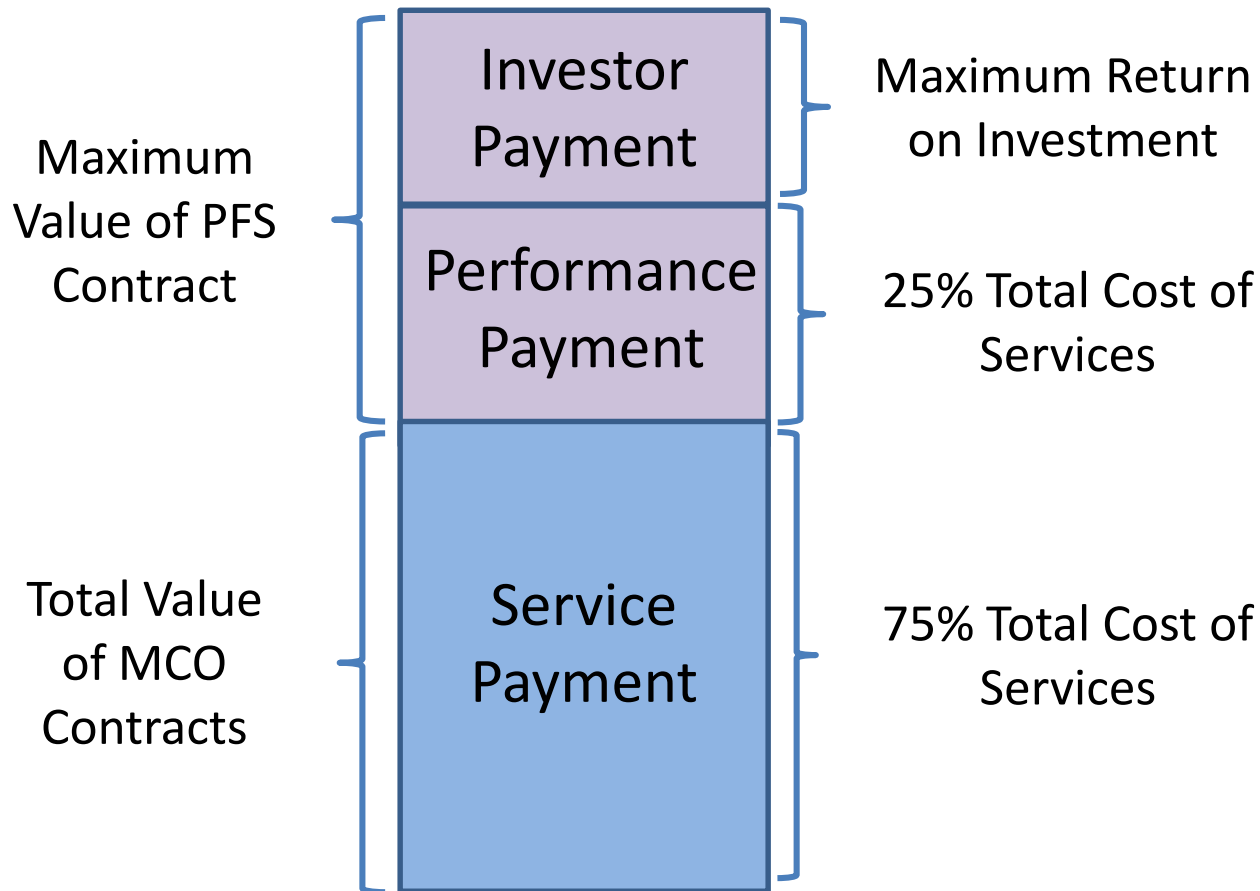 Maximum
Value of PFS
Contract
Investor
Payment
Maximum Return
on Investment
Performance
Payment
25% Total Cost of
Services
Total Value
of MCO
Contracts
Service
Payment
75% Total Cost of
Services